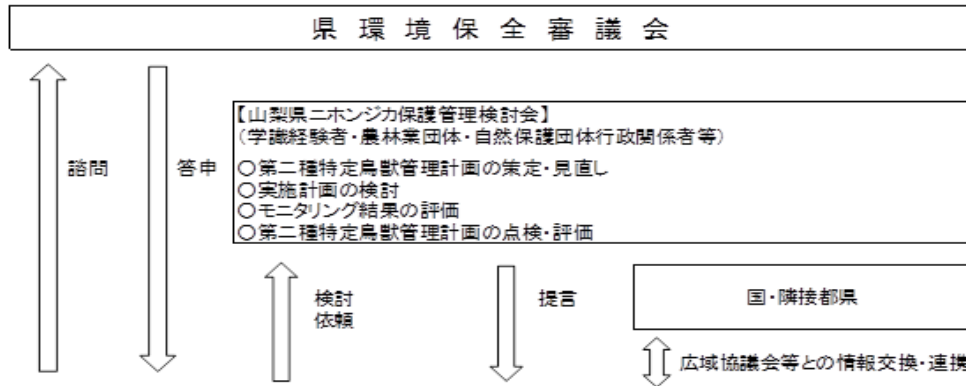 県環境保全審議会
【山梨県ニホンジカ保護管理検討会】
(学識経験者・農林業団体・自然保護団体行政関係者等)
諮問
答申
○第二種特定鳥獣管理計画の策定・見直し
○実施計画の検討
○モニタリング結果の評価
○第二種特定鳥獣管理計画の点検・評価
検討
依頼
提言
国・隣接都県
広域協議会等との情報交換・連携